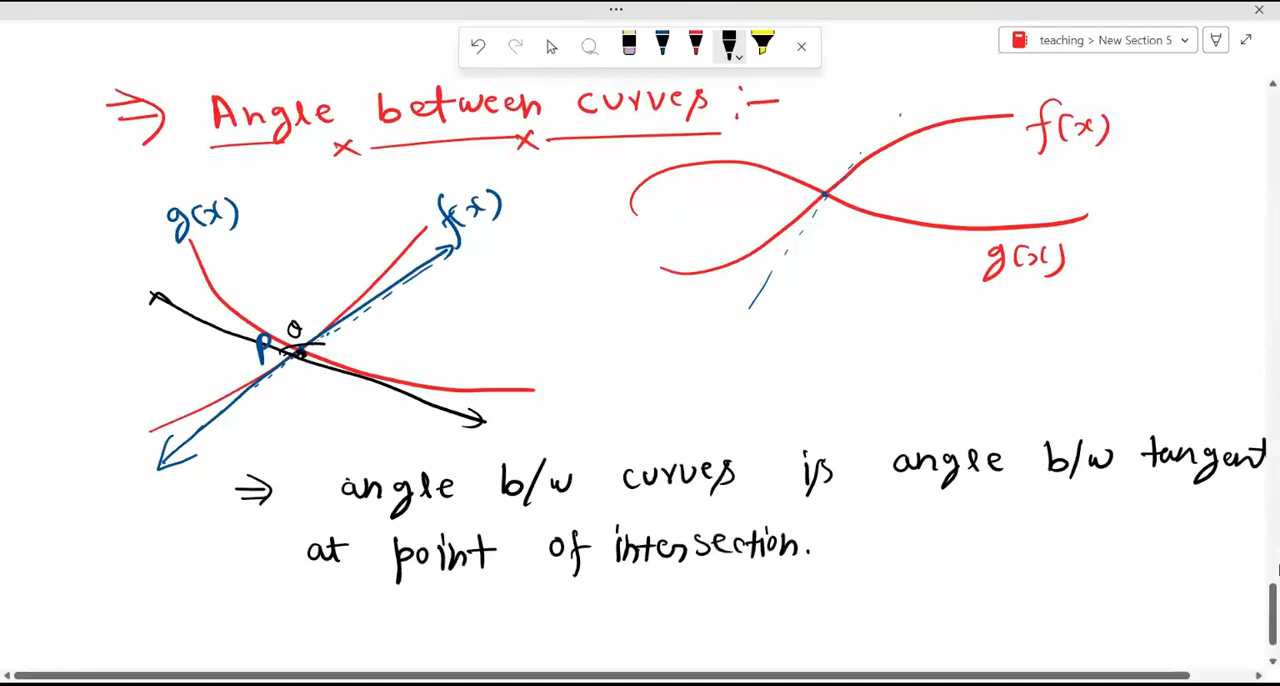 teaching > New Section 5
⇒ Angle between curves :-
f(x)
g(x)
g(x)
f(x)
θ
P
⇒ angle b/w curves is angle b/w tangent
at point of intersection.